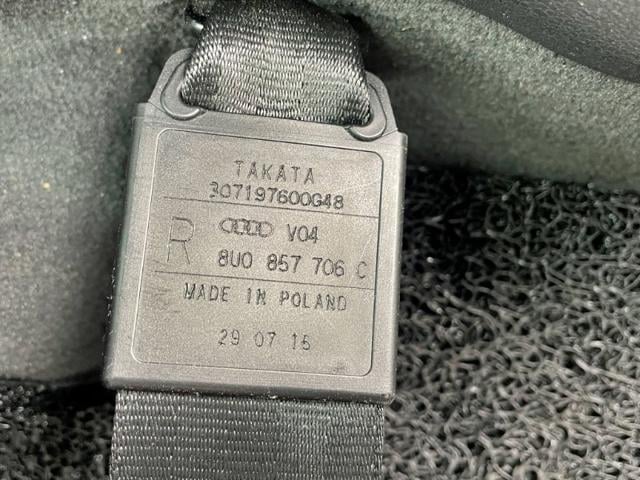 TAKATA
307197600G48
R V04
8U0 857 706 C
MADE IN POLAND
29 07 15